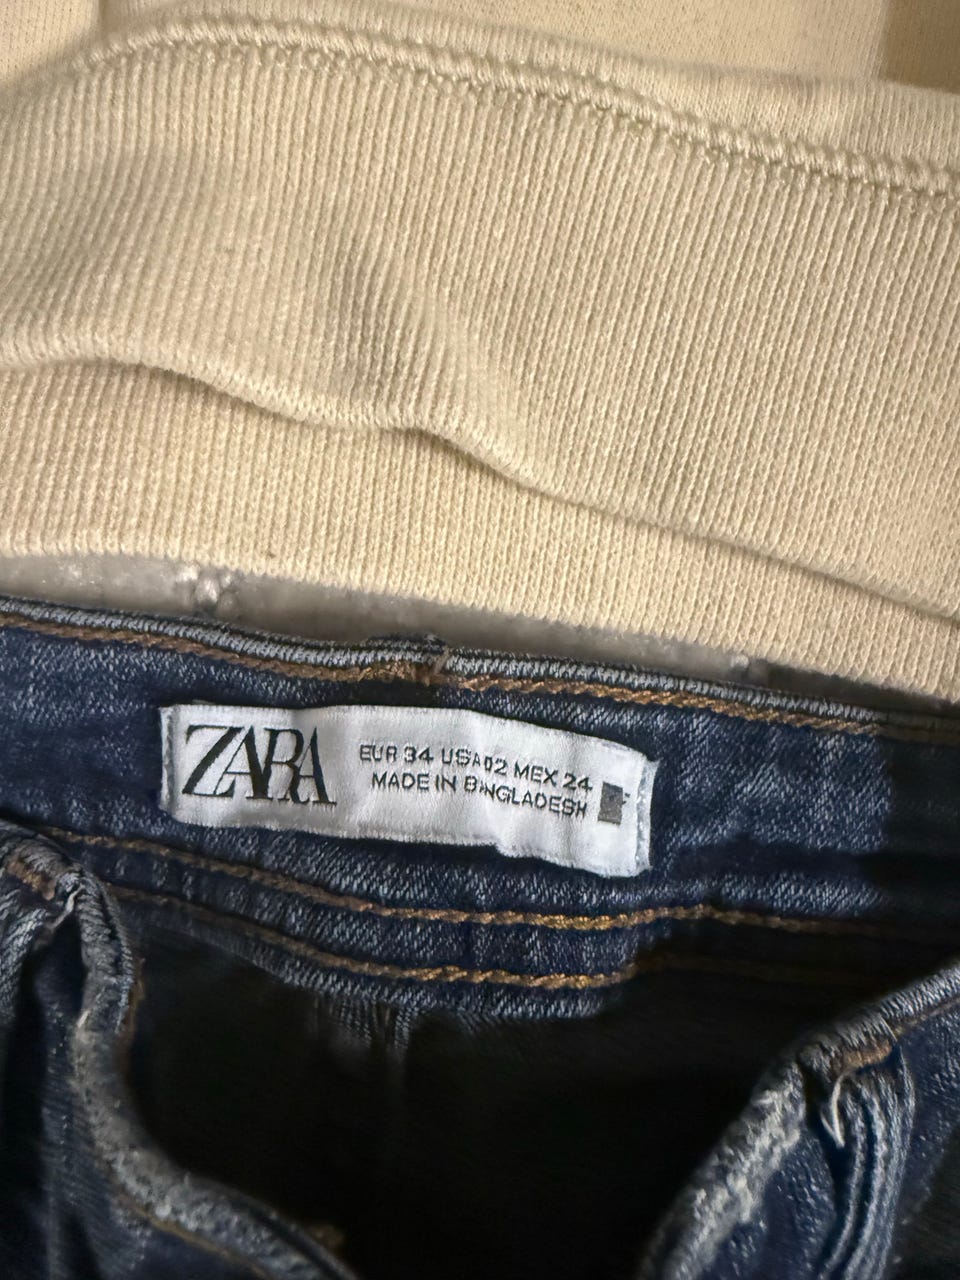 ZARA
EUR 34 USA 02 MEX 24
MADE IN BANGLADESH